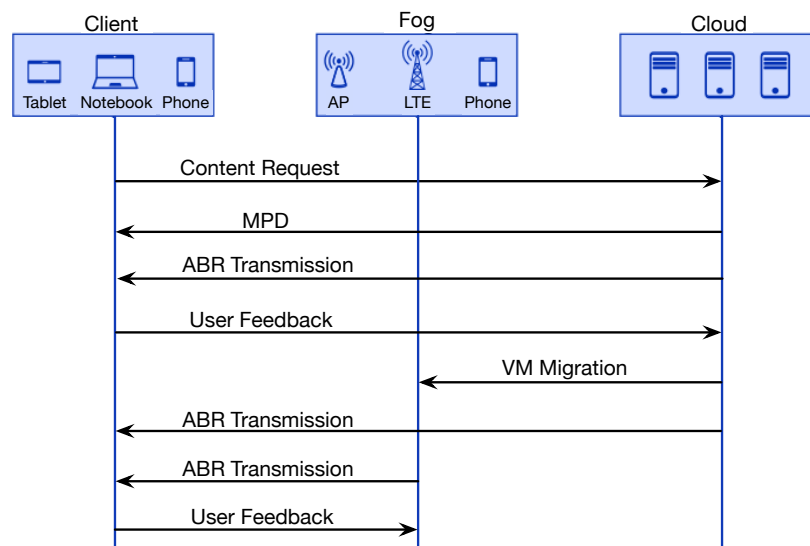 Client
Fog
Cloud
Tablet
Notebook
Phone
AP
LTE
Phone
Content Request
MPD
ABR Transmission
User Feedback
VM Migration
ABR Transmission
ABR Transmission
User Feedback